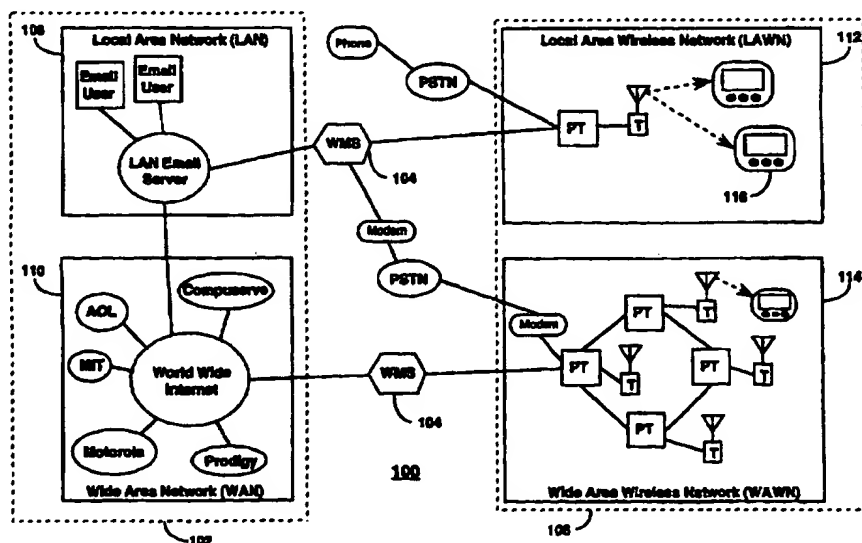 108
Local Area Network (LAN)
Email
User
Email
User
LAN Email
Server
Phone
PSTN
WMS
104
Modem
PSTN
Modem
Local Area Wireless Network (LAWN)
112
PT
T
116
110
Compuserve
AOL
MIT
World Wide
Internet
Motorola
Prodigy
Wide Area Network (WAN)
102
WMS
104
100
114
PT
T
PT
T
PT
T
PT
T
Wide Area Wireless Network (WAWN)
106